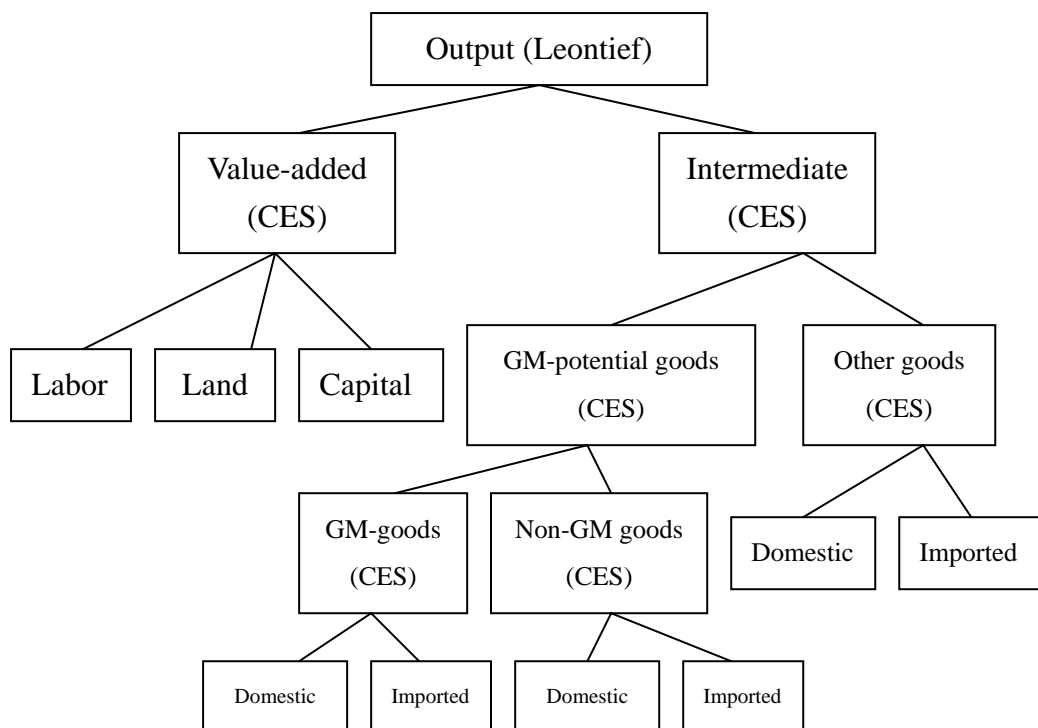 Output (Leontief)
Value-added
(CES)
Intermediate
(CES)
Labor
Land
Capital
GM-potential goods
(CES)
Other goods
(CES)
GM-goods
(CES)
Non-GM goods
(CES)
Domestic
Imported
Domestic
Imported
Domestic
Imported